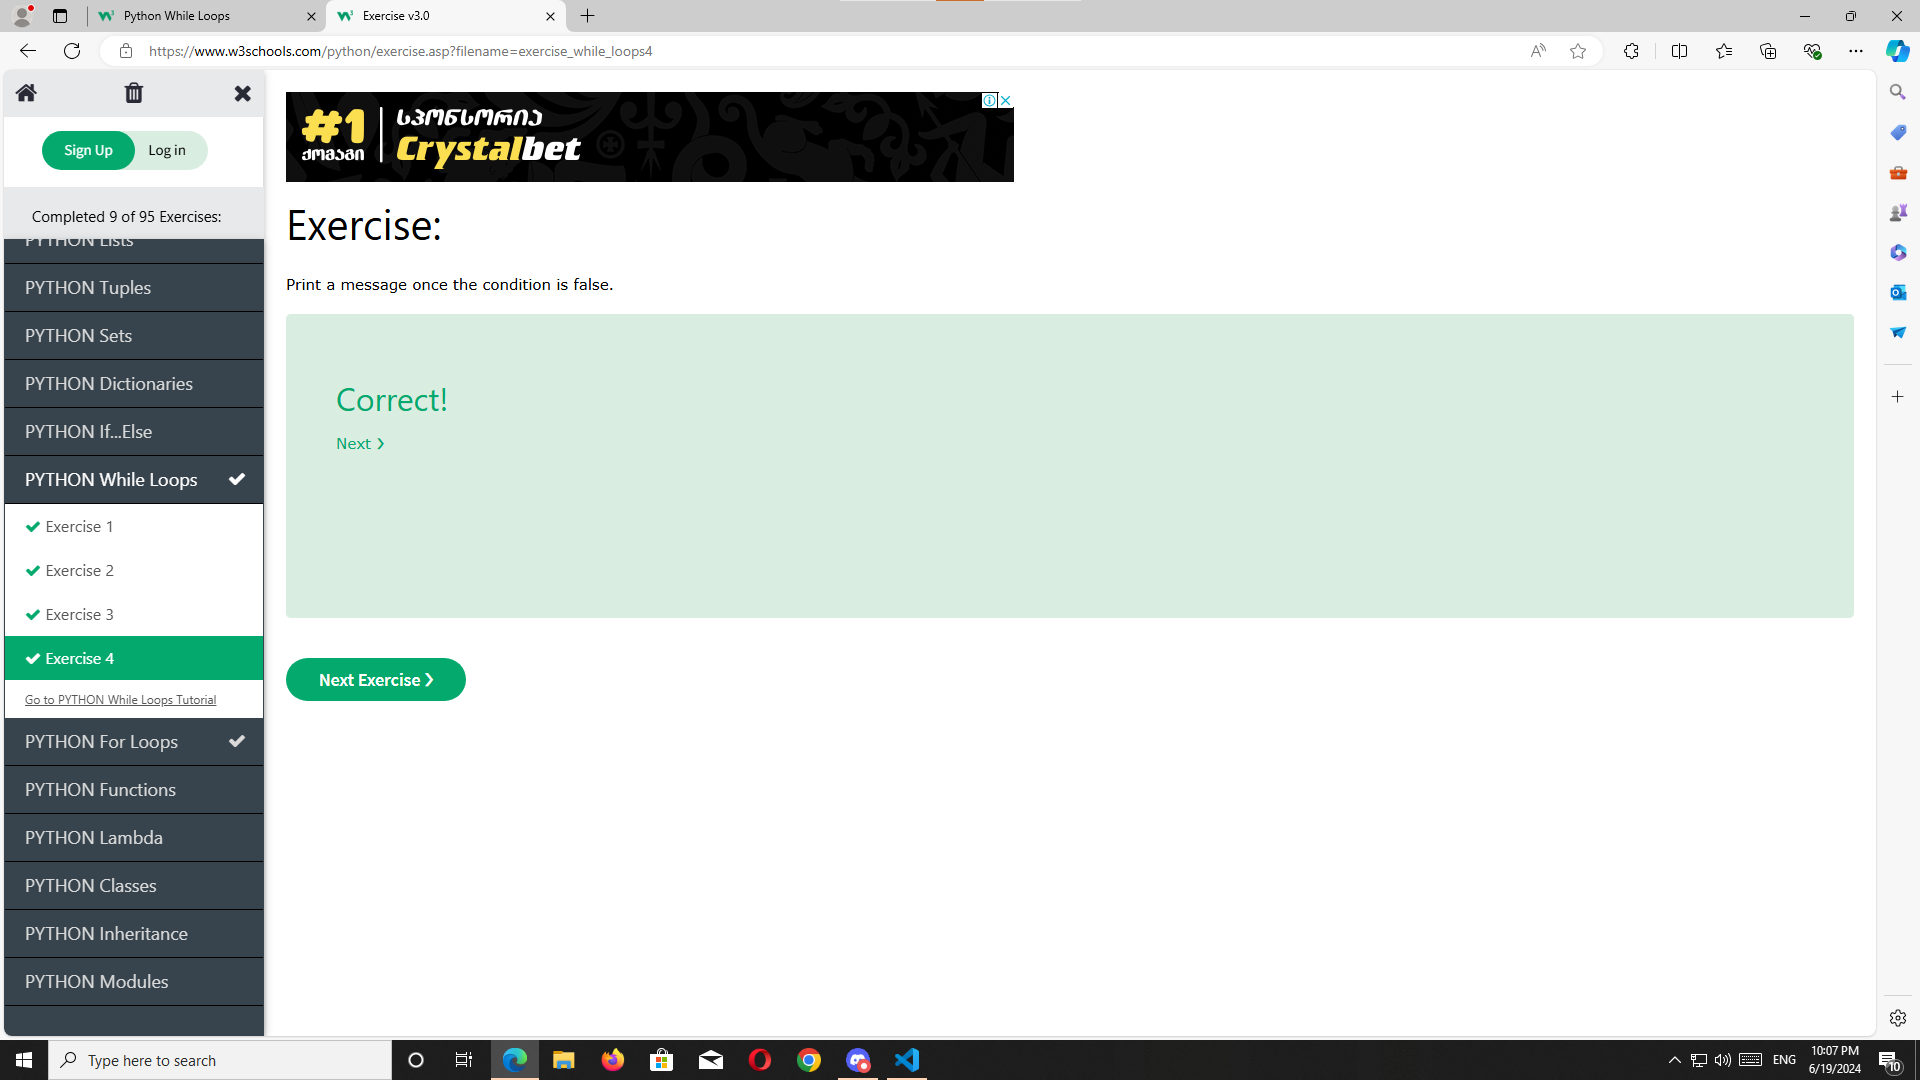 Python While Loops
Exercise v3.0
https://www.w3schools.com/python/exercise.asp?filename=exercise_while_loops4
Sign Up
Log in
Completed 9 of 95 Exercises:
PYTHON Lists
PYTHON Tuples
PYTHON Sets
PYTHON Dictionaries
PYTHON If...Else
PYTHON While Loops
Exercise 1
Exercise 2
Exercise 3
Exercise 4
Go to PYTHON While Loops Tutorial
PYTHON For Loops
PYTHON Functions
PYTHON Lambda
PYTHON Classes
PYTHON Inheritance
PYTHON Modules
#1
ქომაგი
სპონსორია
Crystalbet
Exercise:
Print a message once the condition is false.
Correct!
Next ❯
Next Exercise ❯
Type here to search
ENG
10:07 PM
6/19/2024
10